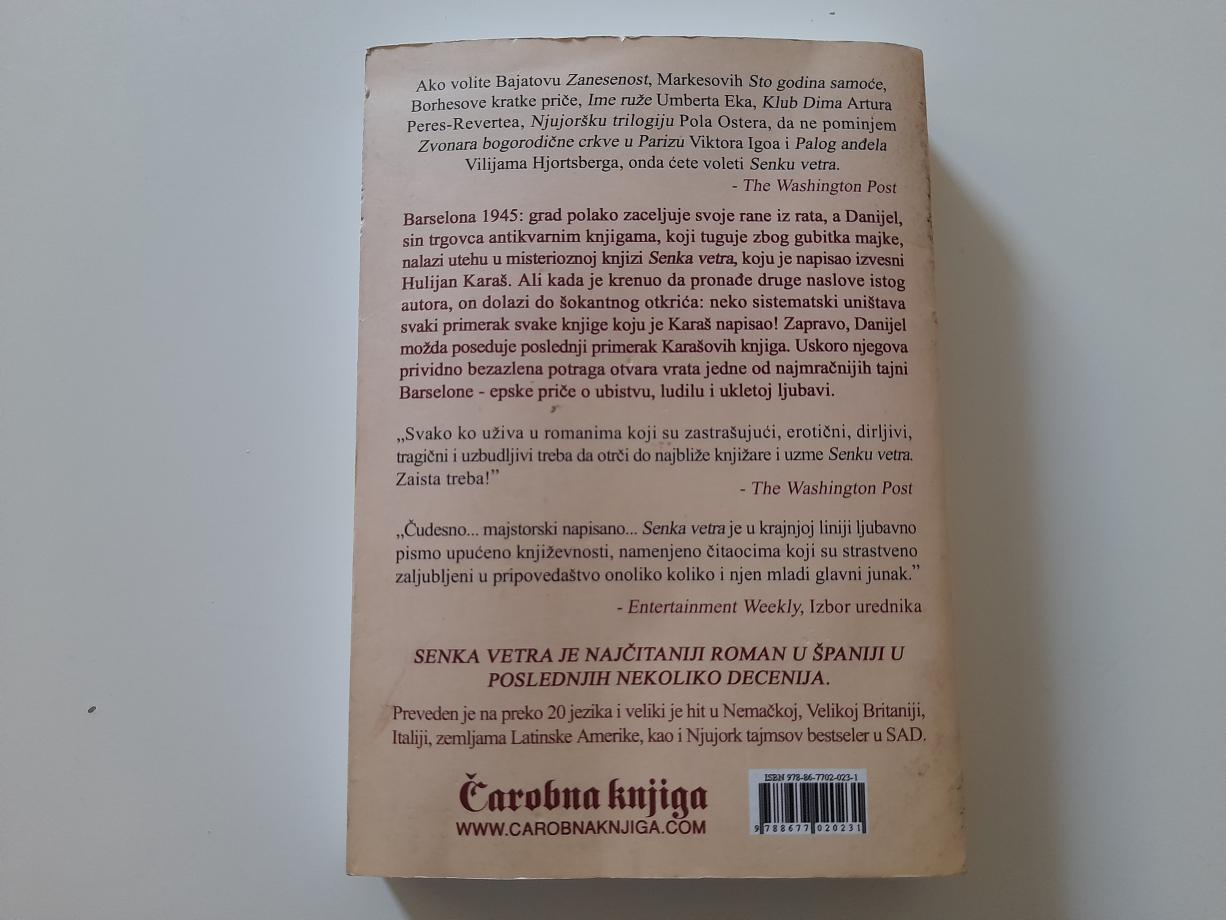 Ako volite Bajatovu Zanesenost, Markesovih Sto godina samoće,
Borhesove kratke priče, Ime ruže Umberta Eka, Klub Dima Artura
Peres-Revertea, Njujoršku trilogiju Pola Ostera, da ne pominjem
Zvonara bogorodične crkve u Parizu Viktora Igoa i Palog anđela
Vilijama Hjortsberga, onda ćete voleti Senku vetra.
- The Washington Post
Barselona 1945: grad polako zaceljuje svoje rane iz rata, a Danijel,
sin trgovca antikvarnim knjigama, koji tuguje zbog gubitka majke,
nalazi utehu u misterioznoj knjizi Senka vetra, koju je napisao izvesni
Hulijan Karaš. Ali kada je krenuo da pronađe druge naslove istog
autora, on dolazi do šokantnog otkrića: neko sistematski uništava
svaki primerak svake knjige koju je Karaš napisao! Zapravo, Danijel
možda poseduje poslednji primerak Karašovih knjiga. Uskoro njegova
prividno bezazlena potraga otvara vrata jedne od najmračnijih tajni
Barselone - epske priče o ubistvu, ludilu i ukletoj ljubavi.
„Svako ko uživa u romanima koji su zastrašujući, erotični, dirljivi,
tragični i uzbudljivi treba da otrči do najbliže knjižare i uzme Senku vetra.
Zaista treba!”
- The Washington Post
„Čudesno... majstorski napisano... Senka vetra je u krajnjoj liniji ljubavno
pismo upućeno književnosti, namenjeno čitaocima koji su strastveno
zaljubljeni u pripovedaštvo onoliko koliko i njen mladi glavni junak.”
- Entertainment Weekly, Izbor urednika
SENKA VETRA JE NAJČITANIJI ROMAN U ŠPANIJI U
POSLEDNJIH NEKOLIKO DECENIJA.
Preveden je na preko 20 jezika i veliki je hit u Nemačkoj, Velikoj Britaniji,
Italiji, zemljama Latinske Amerike, kao i Njujork tajmsov bestseler u SAD.
Čarobna knjiga
WWW.CAROBNAKNJIGA.COM
ISBN 978-86-7702-023-1
9 788677 020231